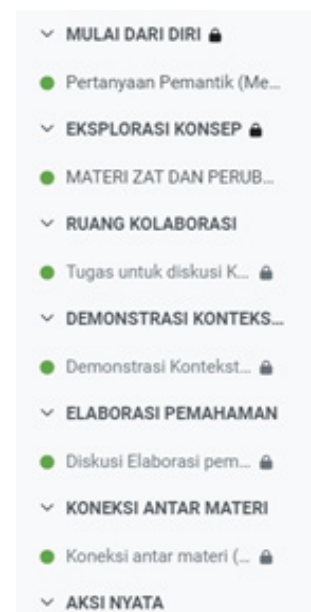 MULAI DARI DIRI
Pertanyaan Pemantik (Me...
EKSPLORASI KONSEP
MATERI ZAT DAN PERUB...
RUANG KOLABORASI
Tugas untuk diskusi K...
DEMONSTRASI KONTEKS...
Demonstrasi Kontekst...
ELABORASI PEMAHAMAN
Diskusi Elaborasi pem...
KONEKSI ANTAR MATERI
Koneksi antar materi (...
AKSI NYATA